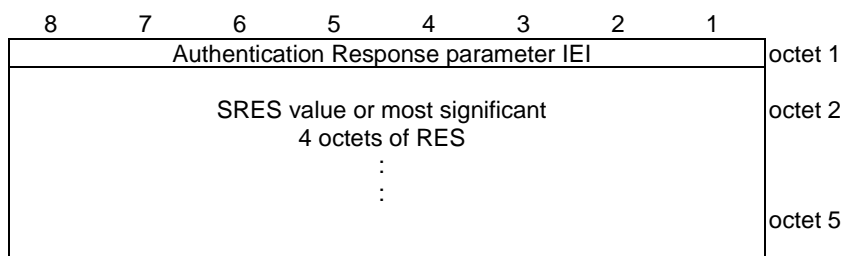 8 7 6 5 4 3 2 1
Authentication Response parameter IEI octet 1
SRES value or most significant octet 2
4 octets of RES
:
:
octet 5